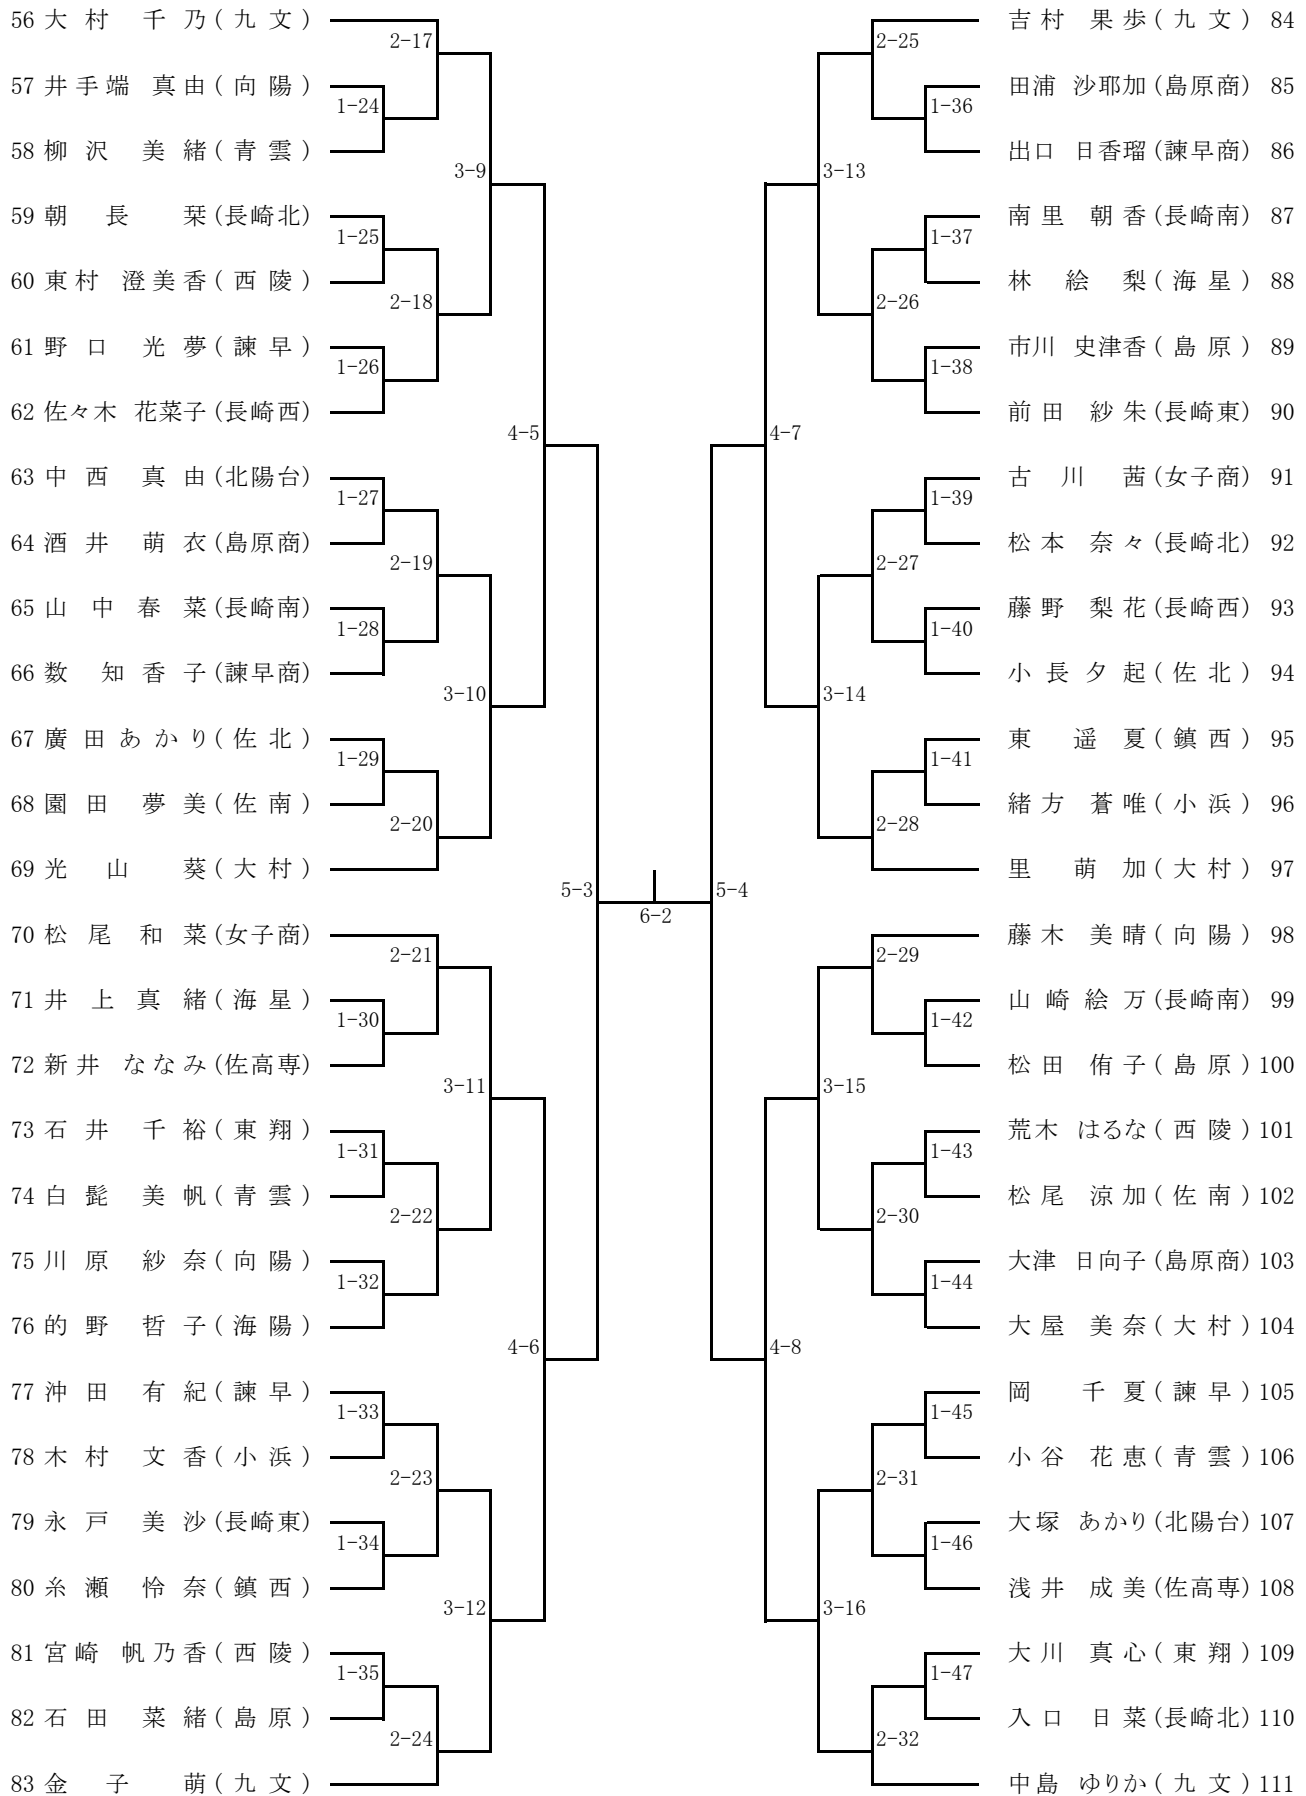 56 大村 千乃(九文)
2-17
57 井手端 真由(向陽)
1-24
58 柳沢 美緒(青雲)
3-9
59 朝長 栞(長崎北)
1-25
60 東村 澄美香(西陵)
2-18
61 野口 光夢(諫早)
1-26
62 佐々木 花菜子(長崎西)
4-5
63 中西 真由(北陽台)
1-27
64 酒井 萌衣(島原商)
2-19
65 山中 春菜(長崎南)
1-28
66 数 知香子(諫早商)
3-10
67 廣田あかり(佐北)
1-29
68 園田 夢美(佐南)
2-20
69 光山 葵(大村)
5-3
70 松尾 和菜(女子商)
2-21
71 井上真緒(海星)
1-30
72 新井 ななみ(佐高専)
3-11
73 石井 千裕(東翔)
1-31
74 白髭 美帆(青雲)
2-22
75 川原 紗奈(向陽)
1-32
76 的野 哲子(海陽)
4-6
77 沖田 有紀(諫早)
1-33
78 木村 文香(小浜)
2-23
79 永戸 美沙(長崎東)
1-34
80 糸瀬 怜奈(鎮西)
3-12
81 宮崎 帆乃香(西陵)
1-35
82 石田 菜緒(島原)
2-24
83 金子 萌(九文)
6-2
吉村 果歩(九文) 84
2-25
田浦 沙耶加(島原商) 85
1-36
出口 日香瑠(諫早商) 86
3-13
南里 朝香(長崎南) 87
1-37
林 絵梨(海星) 88
2-26
市川 史津香(島原) 89
1-38
前田 紗朱(長崎東) 90
4-7
古川 茜(女子商) 91
1-39
松本 奈々(長崎北) 92
2-27
藤野 梨花(長崎西) 93
1-40
小長夕起(佐北) 94
3-14
東 遥夏(鎮西) 95
1-41
緒方 蒼唯(小浜) 96
2-28
里 萌加(大村) 97
5-4
藤木 美晴(向陽) 98
2-29
山崎絵万(長崎南) 99
1-42
松田 侑子(島原) 100
3-15
荒木 はるな(西陵) 101
1-43
松尾 涼加(佐南) 102
2-30
大津 日向子(島原商) 103
1-44
大屋 美奈(大村) 104
4-8
岡 千夏(諫早) 105
1-45
小谷 花恵(青雲) 106
2-31
大塚 あかり(北陽台) 107
1-46
浅井 成美(佐高専) 108
3-16
大川 真心(東翔) 109
1-47
入口 日菜(長崎北) 110
2-32
中島 ゆりか(九文) 111